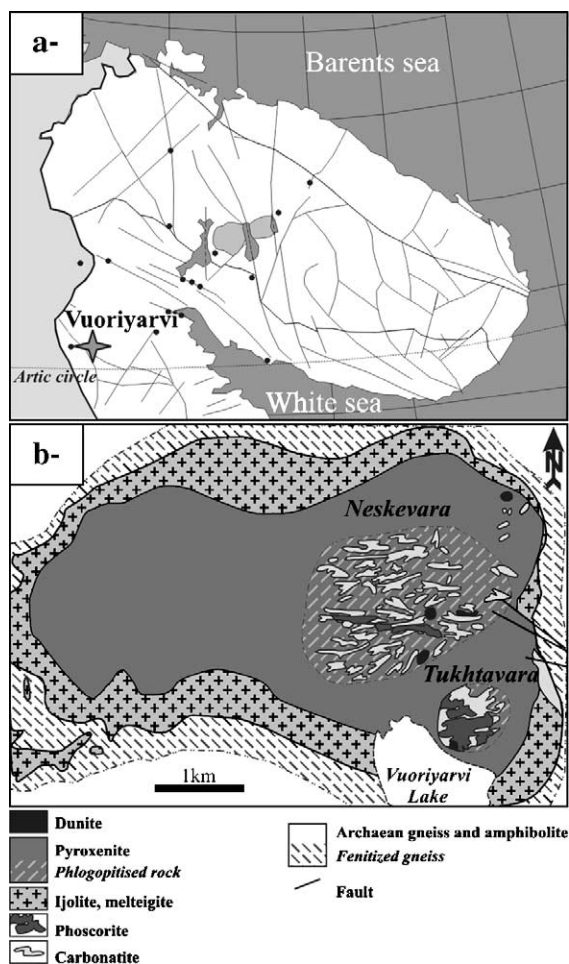 a-
Barents sea
Vuoriyarvi
Artic circle
White sea
b-
N
Neskevara
Tukhtavara
1km
Vuoriyarvi
Lake
Dunite
Pyroxenite
Phlogopitised rock
Ijolite, melteigite
Phoscorite
Carbonatite
Archaean gneiss and amphibolite
Fenitized gneiss
Fault